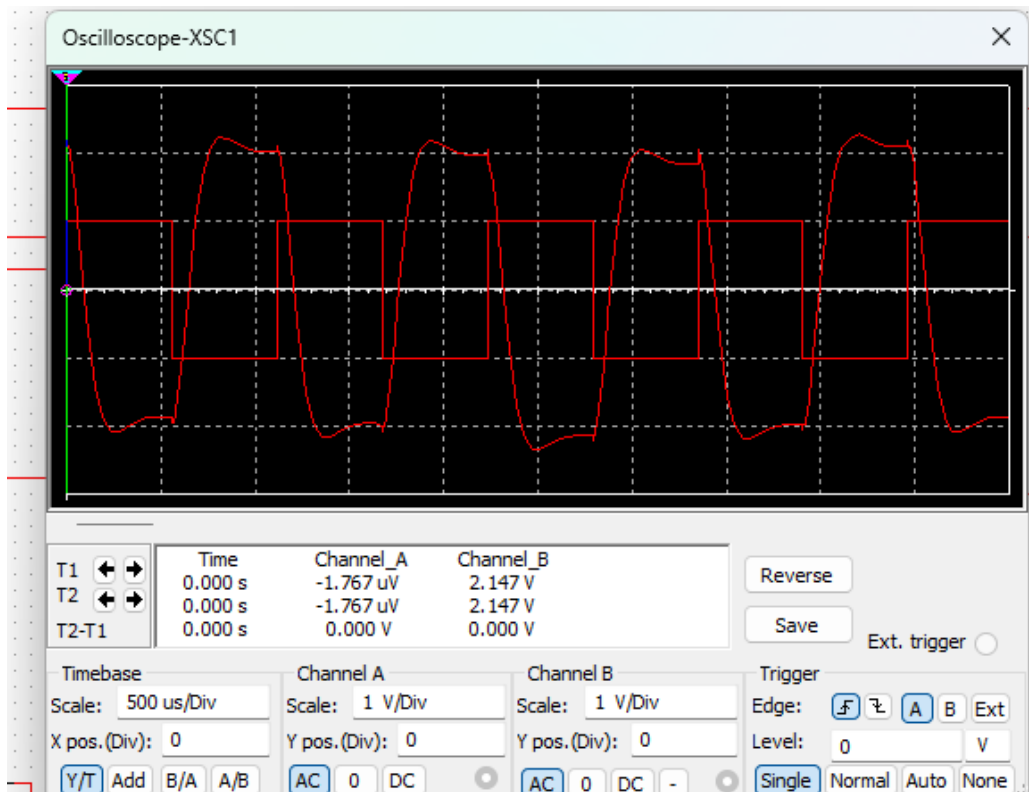 Oscilloscope-XSC1
Time Channel_A Channel_B
T1 0.000 s -1.767 uV 2.147 V
T2 0.000 s -1.767 uV 2.147 V
T2-T1 0.000 s 0.000 V 0.000 V
Reverse
Save
Ext. trigger
Timebase
Scale: 500 us/Div
X pos.(Div): 0
Y/T Add B/A A/B
Channel A
Scale: 1 V/Div
Y pos.(Div): 0
AC 0 DC
Channel B
Scale: 1 V/Div
Y pos.(Div): 0
AC 0 DC -
Trigger
Edge: A B Ext
Level: 0 V
Single Normal Auto None